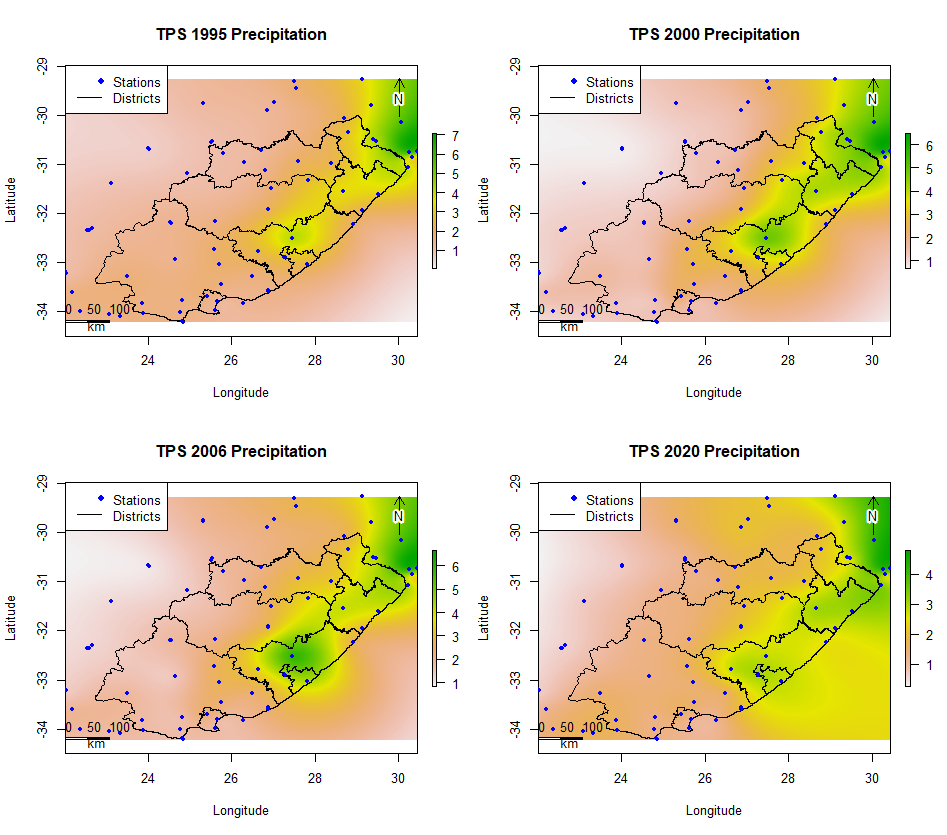 TPS 1995 Precipitation
Stations
Districts
N
Latitude
-29
-30
-31
-32
-33
-34
0 50 100
km
24 26 28 30
Longitude
7
6
5
4
3
2
1
TPS 2000 Precipitation
Stations
Districts
N
Latitude
-29
-30
-31
-32
-33
-34
0 50 100
km
24 26 28 30
Longitude
6
5
4
3
2
1
TPS 2006 Precipitation
Stations
Districts
N
Latitude
-29
-30
-31
-32
-33
-34
0 50 100
km
24 26 28 30
Longitude
6
5
4
3
2
1
TPS 2020 Precipitation
Stations
Districts
N
Latitude
-29
-30
-31
-32
-33
-34
0 50 100
km
24 26 28 30
Longitude
4
3
2
1